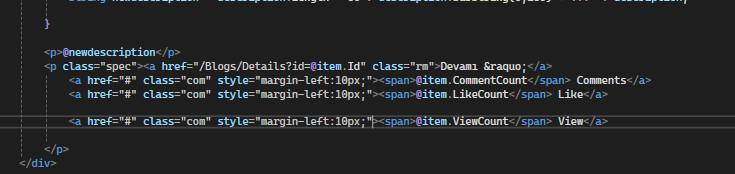 }
<p>@newdescription</p>
<p class="spec"><a href="/Blogs/Details?id=@item.Id" class="rm">Devamı &raquo;</a>
<a href="#" class="com" style="margin-left:10px;"><span>@item.CommentCount</span> Comments</a>
<a href="#" class="com" style="margin-left:10px;"><span>@item.LikeCount</span> Like</a>
<a href="#" class="com" style="margin-left:10px;"><span>@item.ViewCount</span> View</a>
</p>
</div>